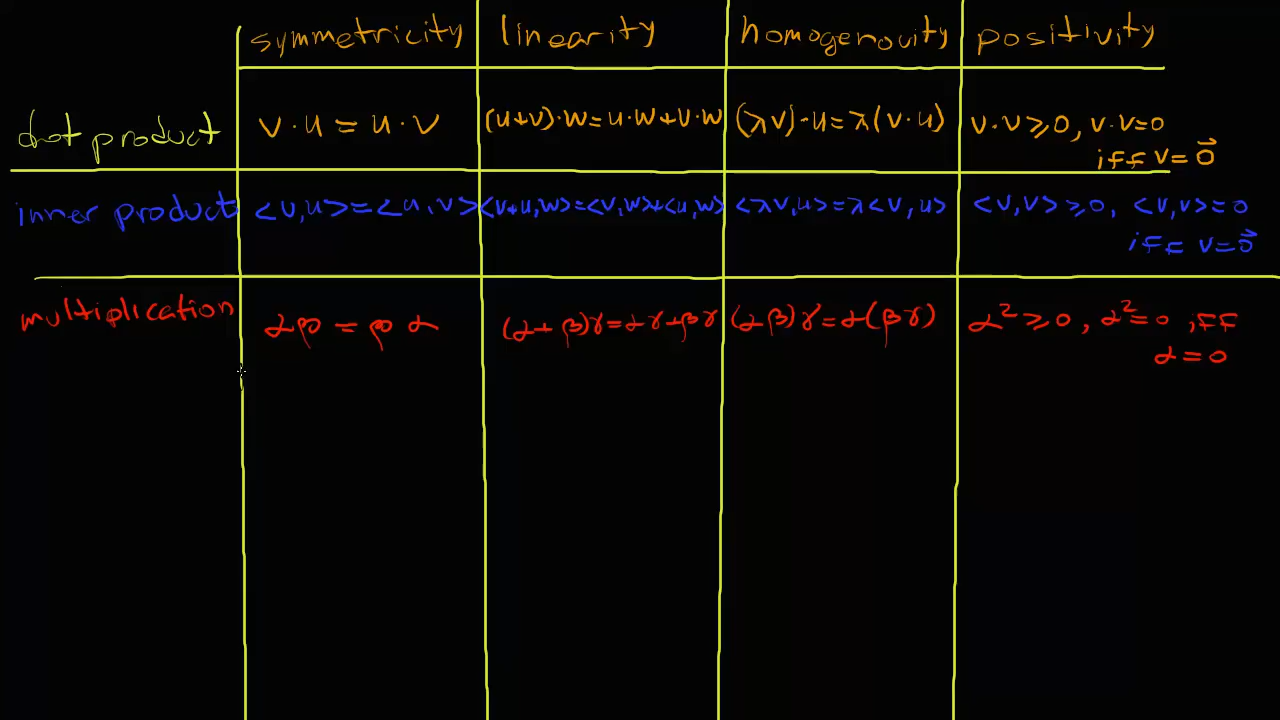 symmetricity linearity homogenouity positivity
dot product v·u = u·v (u+v)·w=u·w+v·w (λv)·u=λ(v·u) v·v≥0, v·v=0
iff v=0⃗
inner product <v,u>=<u,v> <v+u,w>=<v,w>+<u,w> <λv,u>=λ<v,u> <v,v>≥0, <v,v>=0
iff v=0⃗
multiplication αβ = βα (α+β)γ=αγ+βγ (αβ)γ=α(βγ) α²≥0, α²=0 iff
α=0